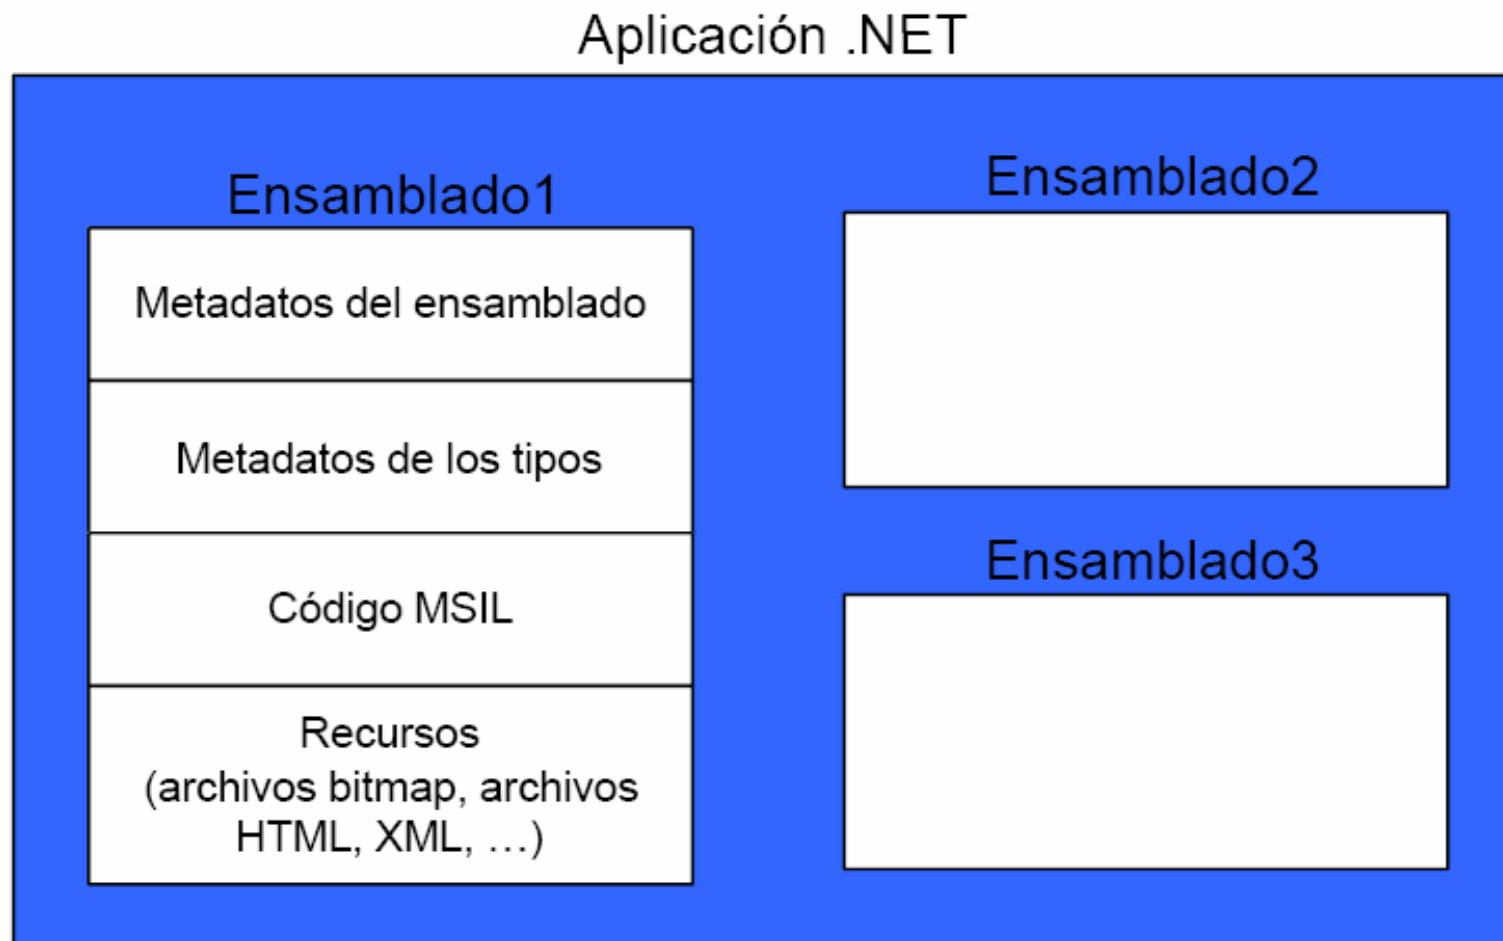 Aplicación .NET
Ensamblado1
Metadatos del ensamblado
Metadatos de los tipos
Código MSIL
Recursos
(archivos bitmap, archivos
HTML, XML, …)
Ensamblado2
Ensamblado3